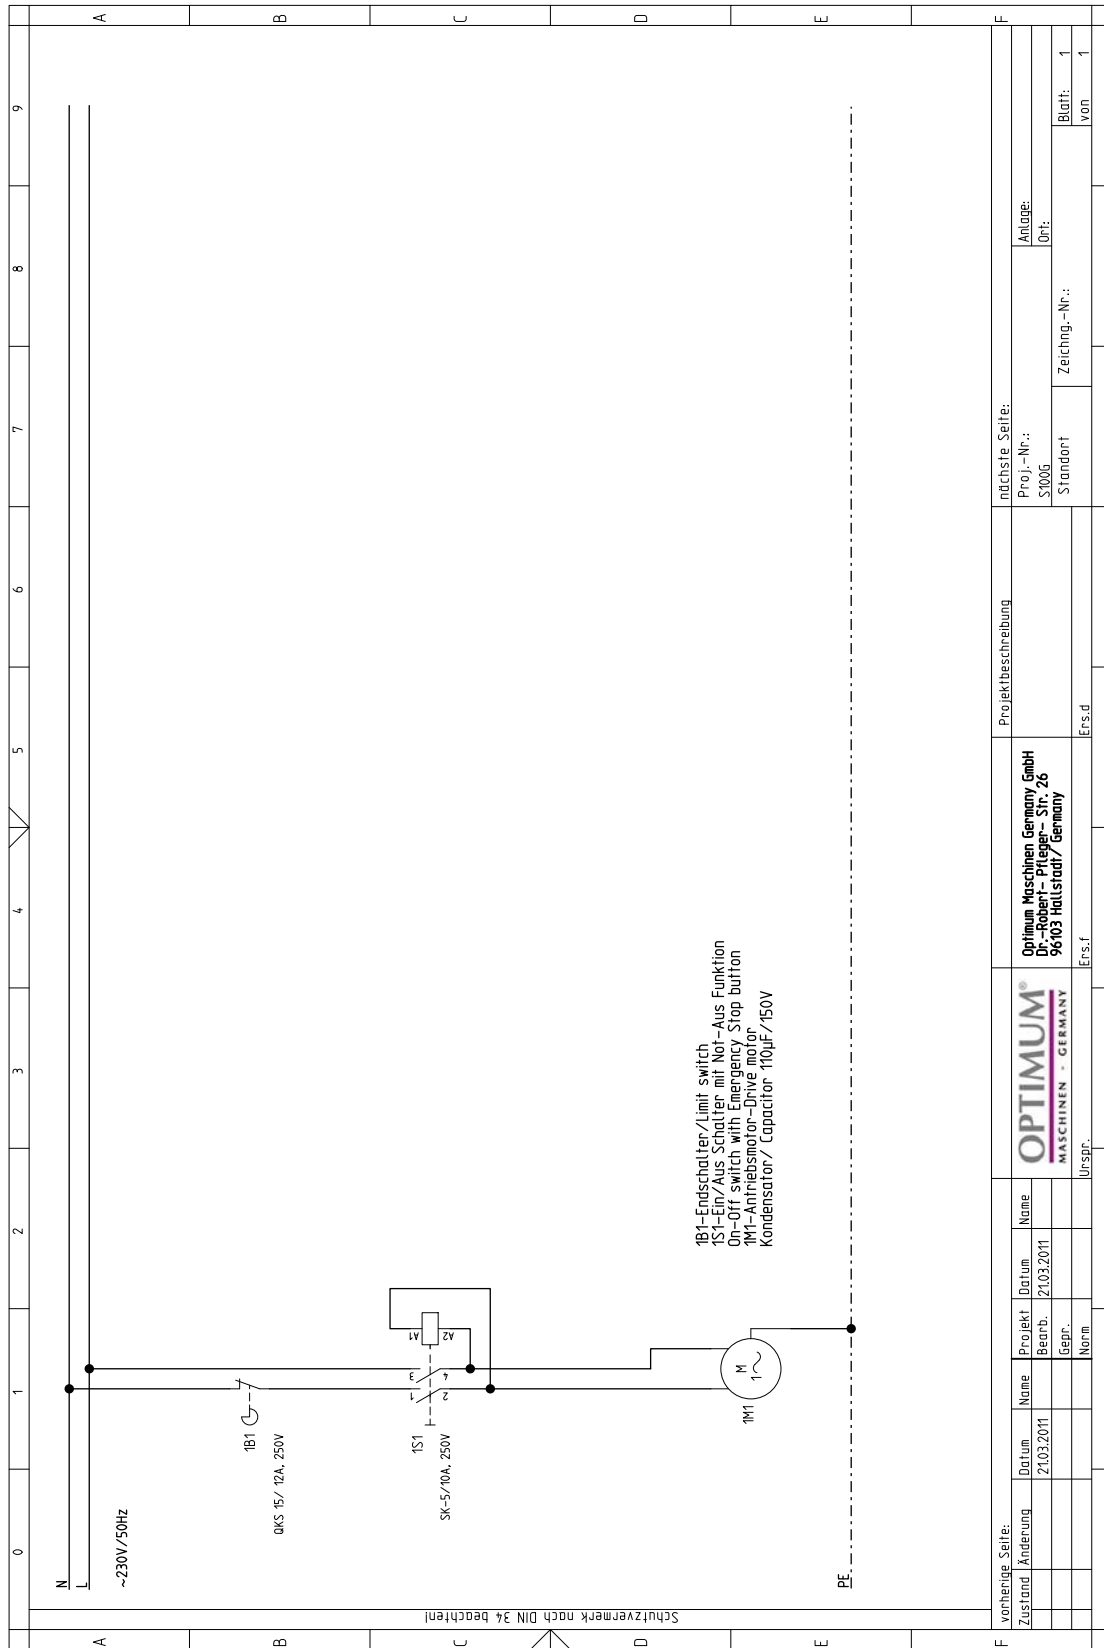 0 1 2 3 4 5 6 7 8 9
A
B
C
D
E
F
A
B
C
D
E
F
Schutzvermerk nach DIN 34 beachten!
N
L
~230V/50Hz
1B1
QKS 15/ 12A, 250V
1S1
SK-5/10A, 250V
1
2
3
4
A1
A2
1M1
M
1~
PE
1B1-Endschalter/Limit switch
1S1-Ein/Aus Schalter mit Not-Aus Funktion
On-Off switch with Emergency Stop button
1M1-Antriebsmotor-Drive motor
Kondensator/ Capacitor 110µF/150V
vorherige Seite:
Projektbeschreibung
nächste Seite:
Zustand Änderung Datum Name Projekt Datum Name
21.03.2011 Bearb. 21.03.2011
Gepr.
Norm
Urspr.
Ers.f
Ers.d
OPTIMUM®
MASCHINEN - GERMANY
Optimum Maschinen Germany GmbH
Dr.-Robert- Pfleger- Str. 26
96103 Hallstadt/ Germany
Proj.-Nr.:
S100G
Anlage:
Ort:
Standort
Zeichng.-Nr.:
Blatt: 1
von 1